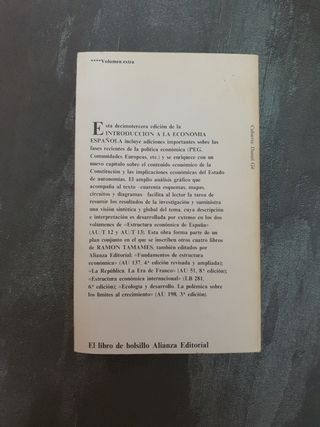 ****Volumen extra
Esta decimotercera edición de la
INTRODUCCION A LA ECONOMIA
ESPAÑOLA incluye adiciones importantes sobre las
fases recientes de la política económica (PEG,
Comunidades Europeas, etc.) y se enriquece con un
nuevo capítulo sobre el contenido económico de la
Constitución y las implicaciones económicas del Estado
de autonomías. El amplio análisis gráfico que
acompaña al texto -cuarenta esquemas, mapas,
circuitos y diagramas- facilita al lector la tarea de
resumir los resultados de la investigación y suministra
una visión sintética y global del tema, cuya descripción
e interpretación es desarrollada por extenso en los dos
volúmenes de «Estructura económica de España»
(AU/T 12 y AU/T 13). Esta obra forma parte de un
plan conjunto en el que se inscriben otros cuatro libros
de RAMON TAMAMES, también editados por
Alianza Editorial: «Fundamentos de estructura
económica» (AU 137, 4.ª edición revisada y ampliada);
«La República. La Era de Franco» (AU 51, 8.ª edición);
«Estructura económica internacional» (LB 281,
6.ª edición); «Ecología y desarrollo. La polémica sobre
los límites al crecimiento» (AU 198, 3.ª edición).
El libro de bolsillo Alianza Editorial
Cubierta: Daniel Gil